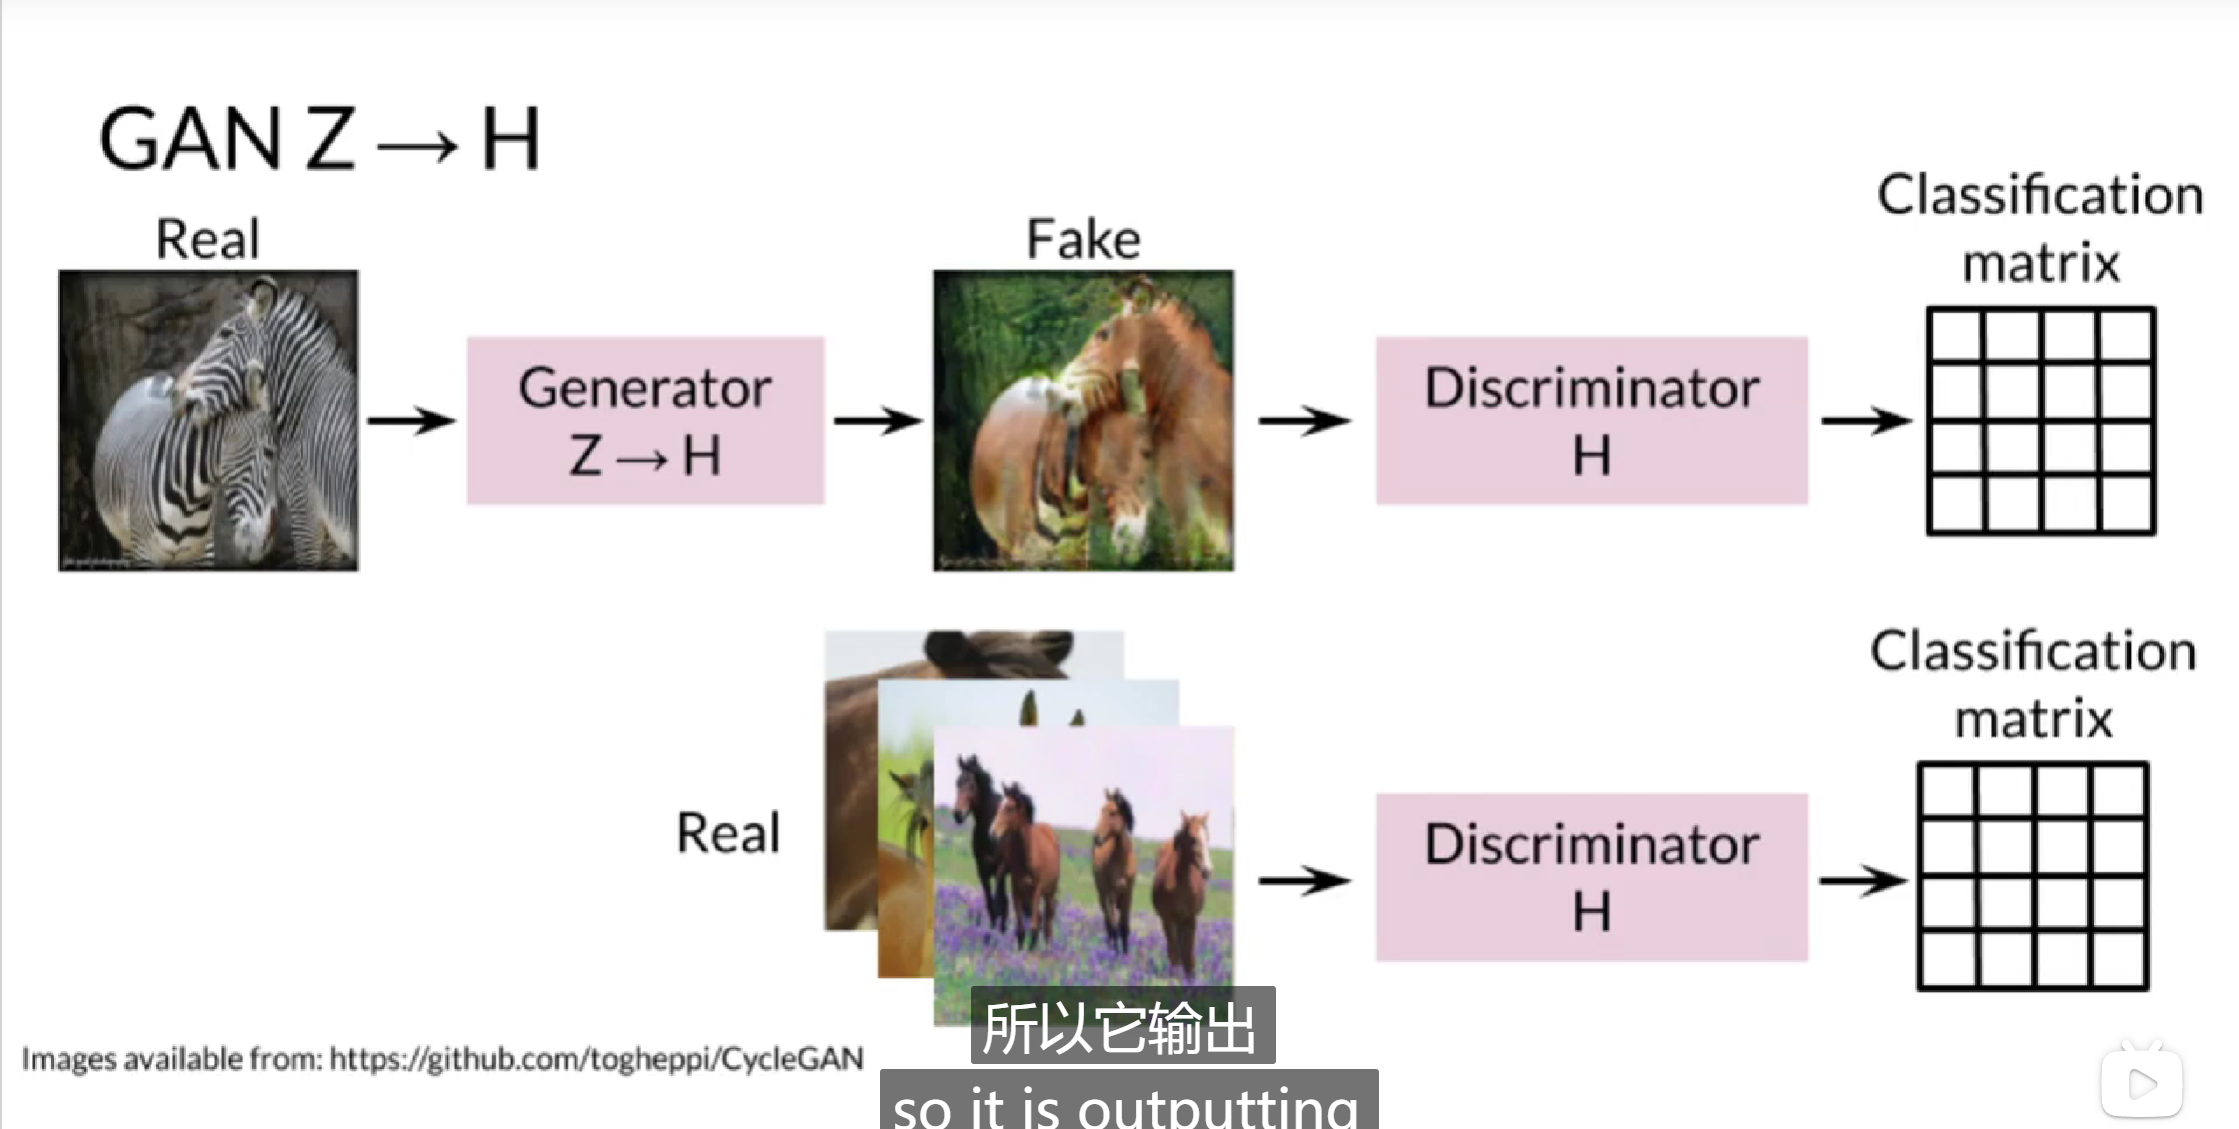 GAN Z → H
Real
Fake
Classification
matrix
Generator
Z → H
Discriminator
H
Classification
matrix
Real
Discriminator
H
Images available from: https://github.com/togheppi/CycleGAN
所以它输出
so it is outputting